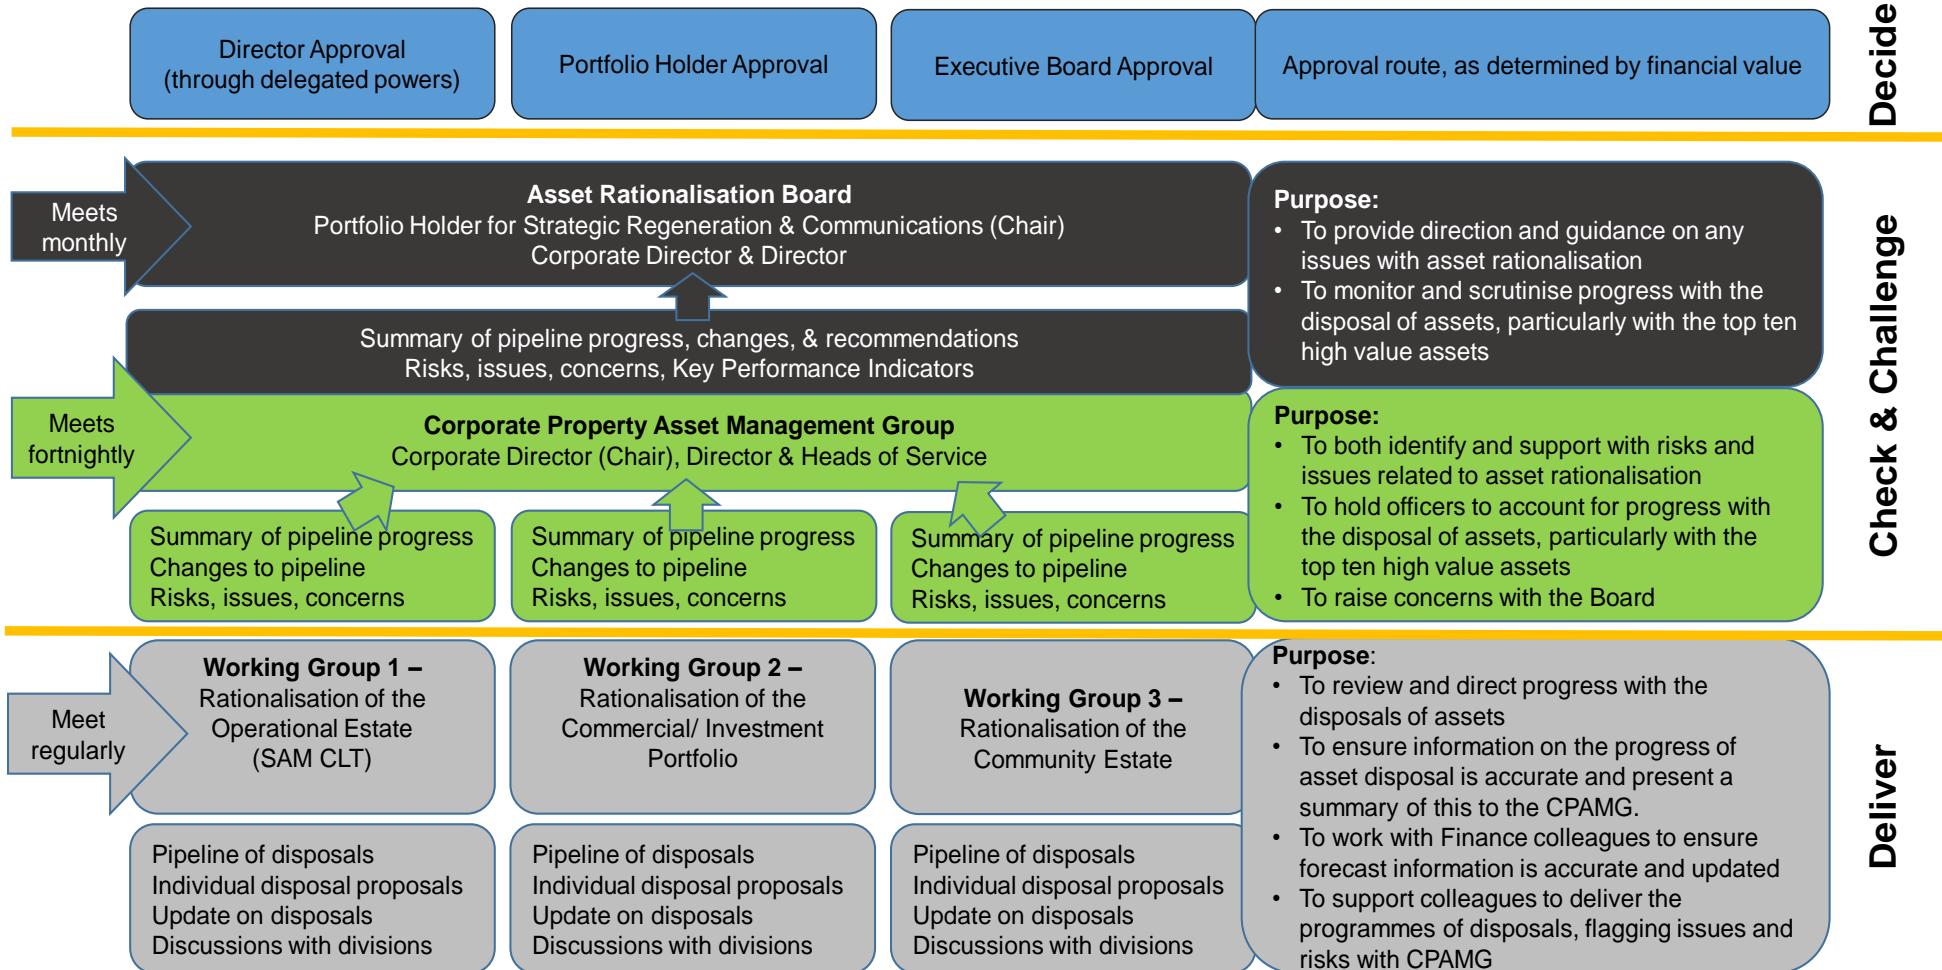 Director Approval
(through delegated powers)
Portfolio Holder Approval
Executive Board Approval
Approval route, as determined by financial value
Decide
Meets
monthly
Asset Rationalisation Board
Portfolio Holder for Strategic Regeneration & Communications (Chair)
Corporate Director & Director
Purpose:
• To provide direction and guidance on any
issues with asset rationalisation
• To monitor and scrutinise progress with the
disposal of assets, particularly with the top ten
high value assets
Summary of pipeline progress, changes, & recommendations
Risks, issues, concerns, Key Performance Indicators
Check & Challenge
Meets
fortnightly
Corporate Property Asset Management Group
Corporate Director (Chair), Director & Heads of Service
Purpose:
• To both identify and support with risks and
issues related to asset rationalisation
• To hold officers to account for progress with
the disposal of assets, particularly with the
top ten high value assets
• To raise concerns with the Board
Summary of pipeline progress
Changes to pipeline
Risks, issues, concerns
Summary of pipeline progress
Changes to pipeline
Risks, issues, concerns
Summary of pipeline progress
Changes to pipeline
Risks, issues, concerns
Meet
regularly
Working Group 1 –
Rationalisation of the
Operational Estate
(SAM CLT)
Working Group 2 –
Rationalisation of the
Commercial/ Investment
Portfolio
Working Group 3 –
Rationalisation of the
Community Estate
Purpose:
• To review and direct progress with the
disposals of assets
• To ensure information on the progress of
asset disposal is accurate and present a
summary of this to the CPAMG.
• To work with Finance colleagues to ensure
forecast information is accurate and updated
• To support colleagues to deliver the
programmes of disposals, flagging issues and
risks with CPAMG
Deliver
Pipeline of disposals
Individual disposal proposals
Update on disposals
Discussions with divisions
Pipeline of disposals
Individual disposal proposals
Update on disposals
Discussions with divisions
Pipeline of disposals
Individual disposal proposals
Update on disposals
Discussions with divisions